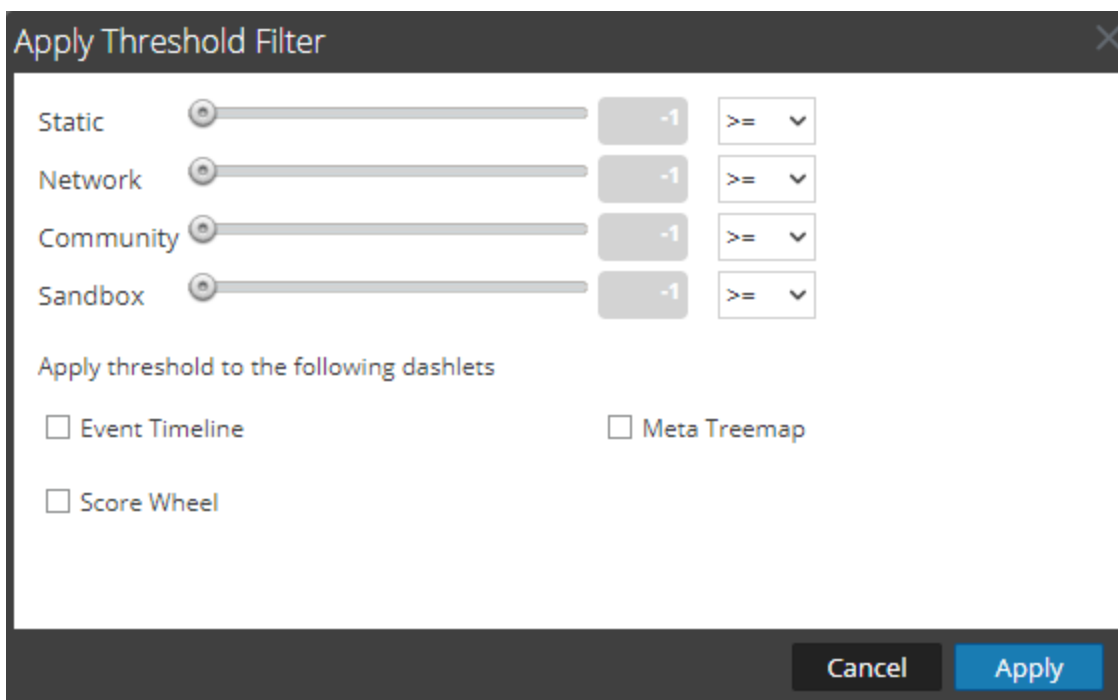 Apply Threshold Filter
Static -1 >=
Network -1 >=
Community -1 >=
Sandbox -1 >=
Apply threshold to the following dashlets
Event Timeline Meta Treemap
Score Wheel
Cancel Apply